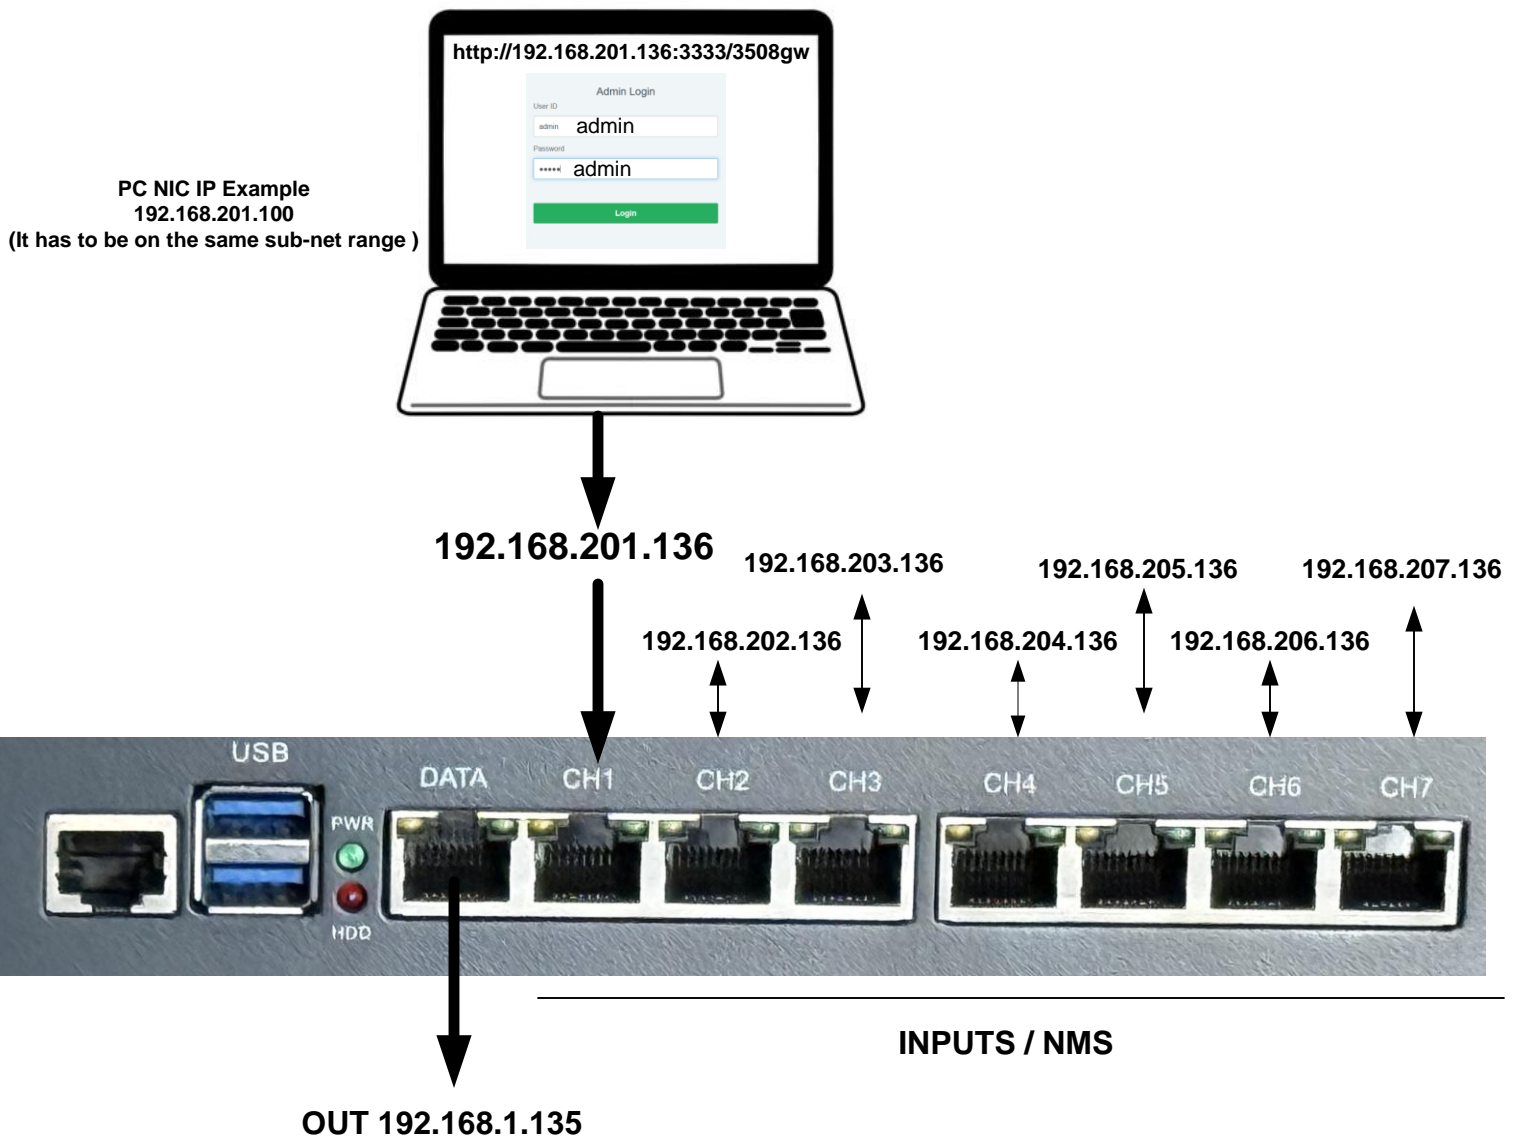 http://192.168.201.136:3333/3508gw
Admin Login
User ID
admin admin
Password
••••• admin
Login
PC NIC IP Example
192.168.201.100
(It has to be on the same sub-net range )
192.168.201.136
192.168.203.136
192.168.205.136
192.168.207.136
192.168.202.136
192.168.204.136
192.168.206.136
USB
DATA
CH1
CH2
CH3
CH4
CH5
CH6
CH7
PWR
HDD
INPUTS / NMS
OUT 192.168.1.135